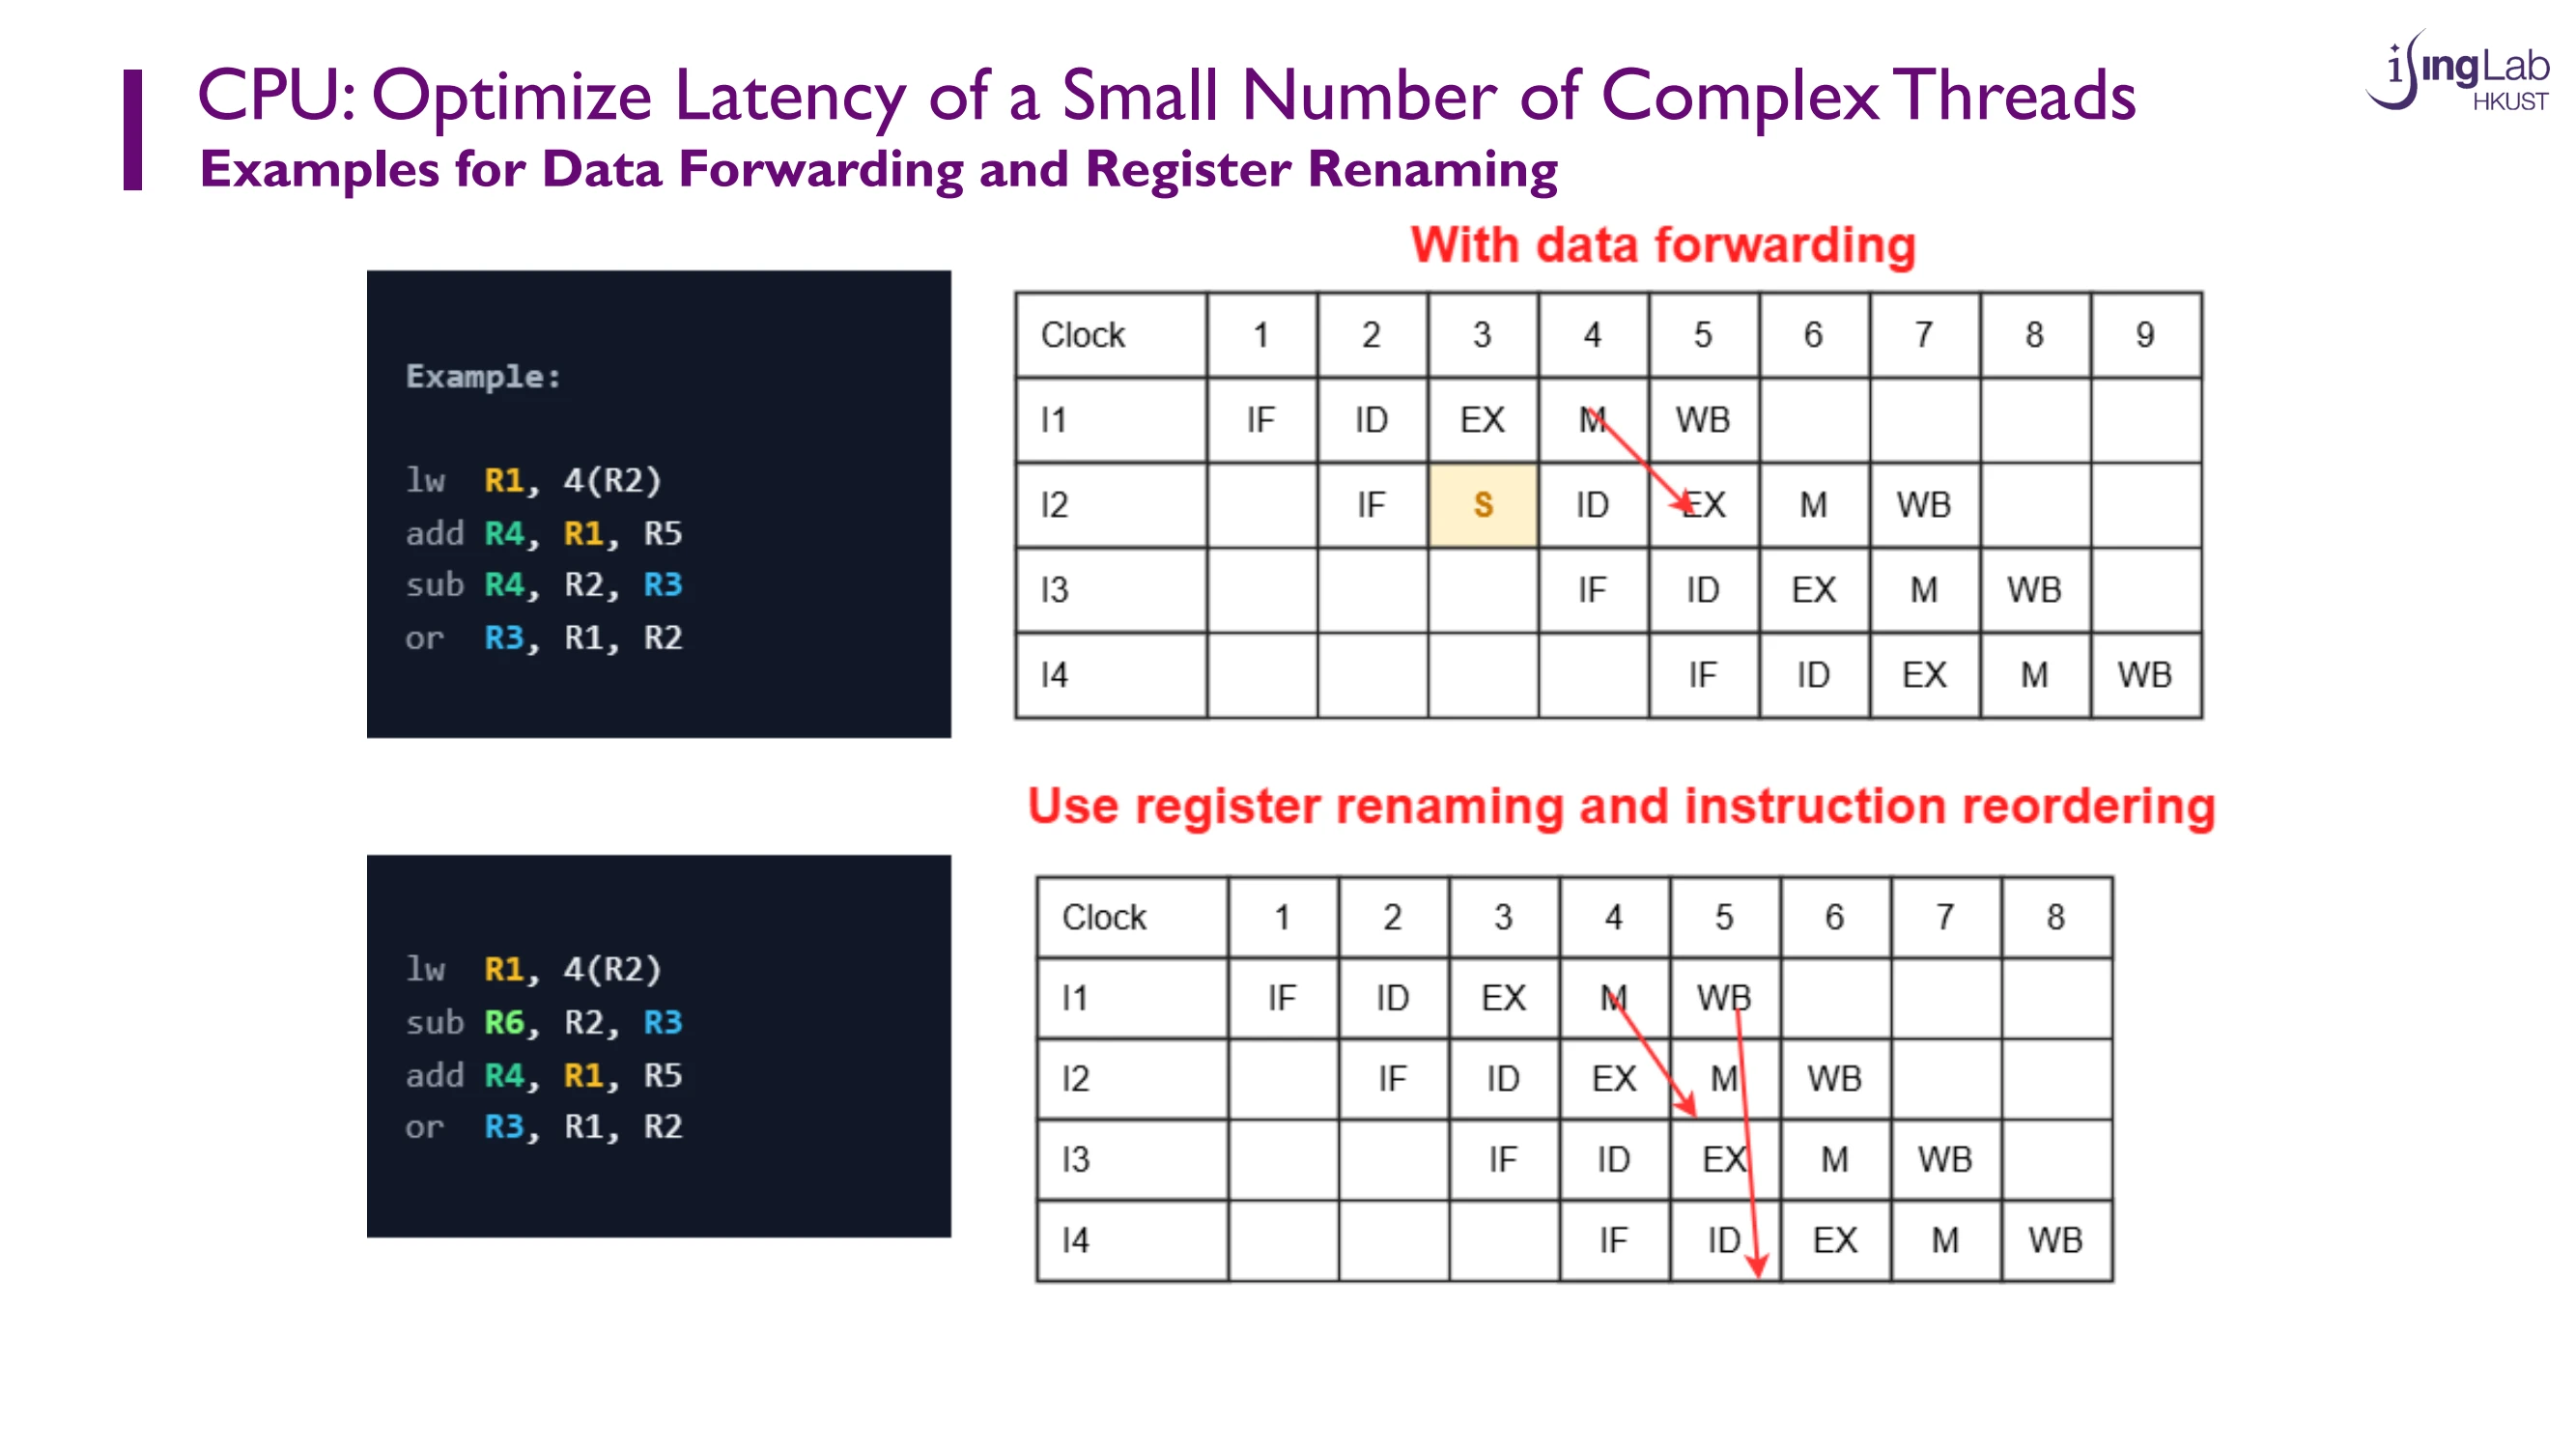 CPU: Optimize Latency of a Small Number of Complex Threads
Examples for Data Forwarding and Register Renaming
isingLab
HKUST
With data forwarding
Example:
lw R1, 4(R2)
add R4, R1, R5
sub R4, R2, R3
or R3, R1, R2
Clock 1 2 3 4 5 6 7 8 9
I1 IF ID EX M WB
I2 IF S ID EX M WB
I3 IF ID EX M WB
I4 IF ID EX M WB
Use register renaming and instruction reordering
lw R1, 4(R2)
sub R6, R2, R3
add R4, R1, R5
or R3, R1, R2
Clock 1 2 3 4 5 6 7 8
I1 IF ID EX M WB
I2 IF ID EX M WB
I3 IF ID EX M WB
I4 IF ID EX M WB